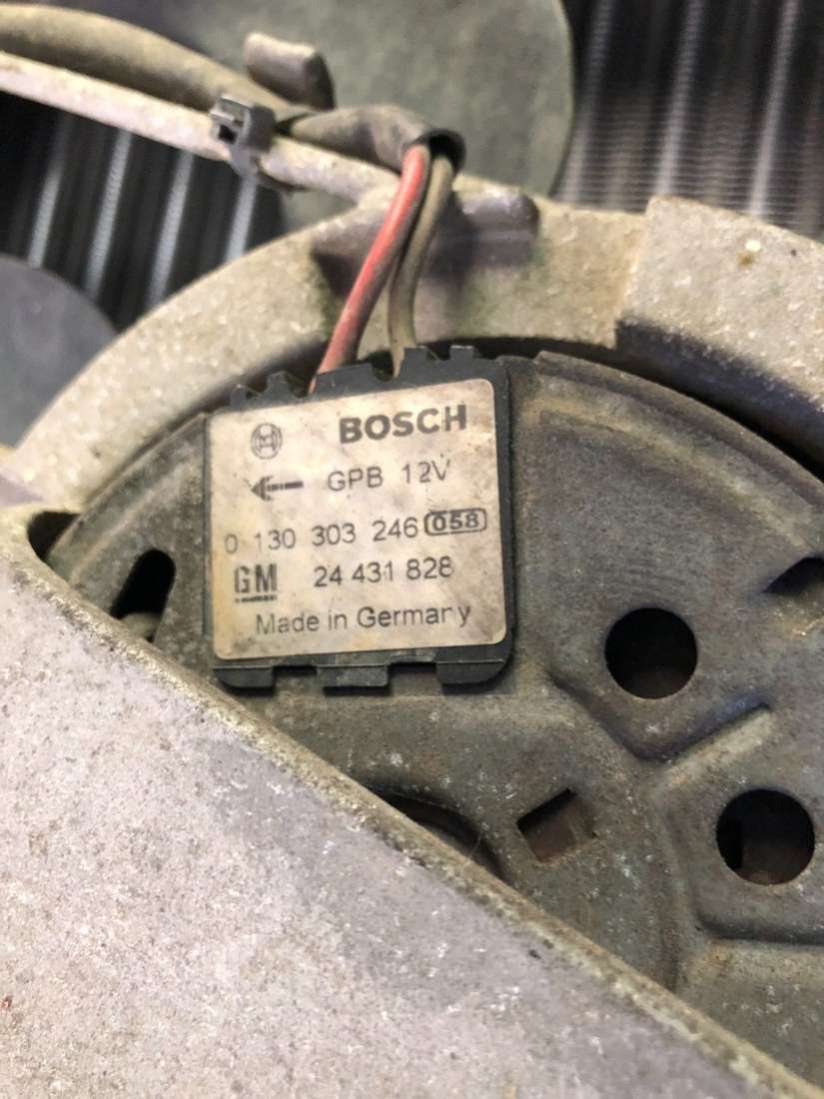 BOSCH
GPB 12V
0 130 303 246 058
GM 24 431 828
Made in Germany